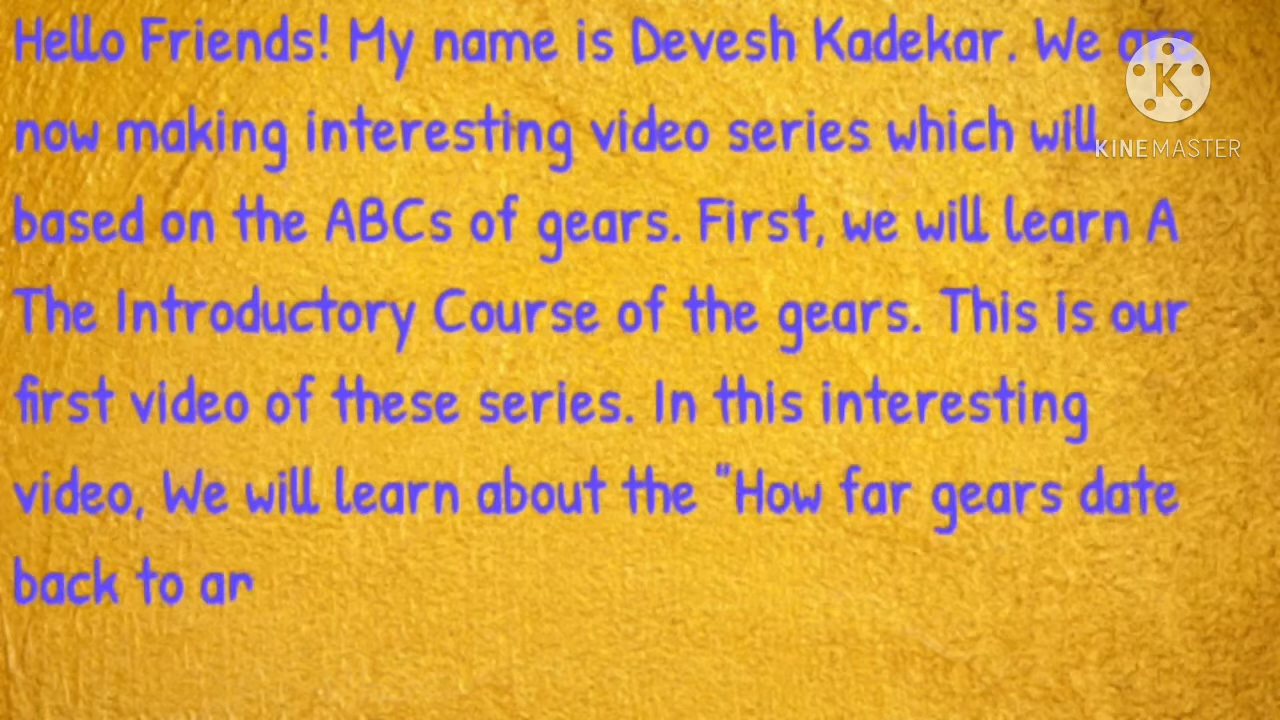 Hello Friends! My name is Devesh Kadekar. We are
now making interesting video series which will
based on the ABCs of gears. First, we will learn A
The Introductory Course of the gears. This is our
first video of these series. In this interesting
video, We will learn about the "How far gears date
back to an
K
KINEMASTER